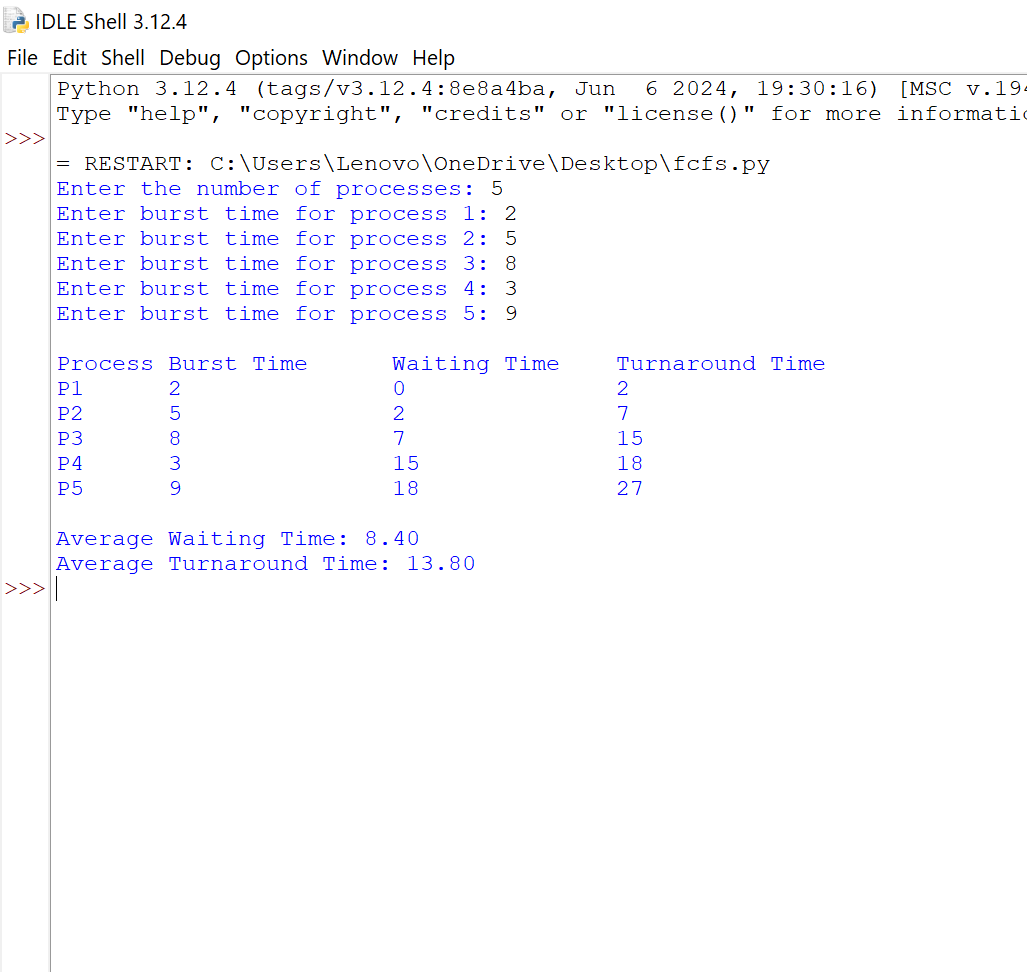 IDLE Shell 3.12.4
File Edit Shell Debug Options Window Help
Python 3.12.4 (tags/v3.12.4:8e8a4ba, Jun  6 2024, 19:30:16) [MSC v.194
Type "help", "copyright", "credits" or "license()" for more informatio
>>>
= RESTART: C:\Users\Lenovo\OneDrive\Desktop\fcfs.py
Enter the number of processes: 5
Enter burst time for process 1: 2
Enter burst time for process 2: 5
Enter burst time for process 3: 8
Enter burst time for process 4: 3
Enter burst time for process 5: 9
Process Burst Time Waiting Time Turnaround Time
P1 2 0 2
P2 5 2 7
P3 8 7 15
P4 3 15 18
P5 9 18 27
Average Waiting Time: 8.40
Average Turnaround Time: 13.80
>>>